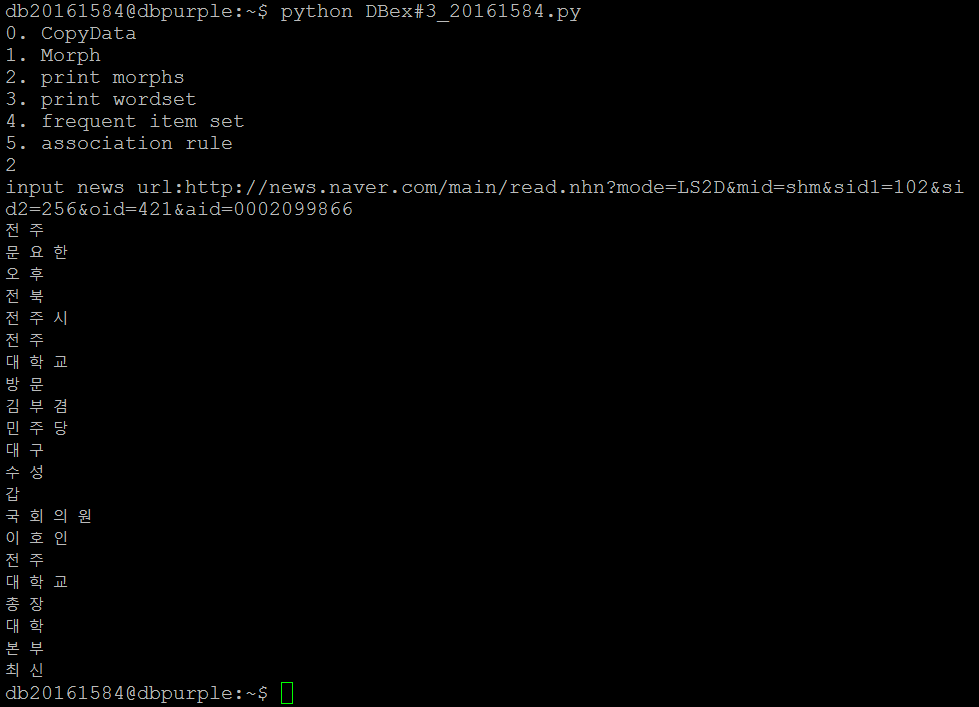 db20161584@dbpurple:~$ python DBex#3_20161584.py
0. CopyData
1. Morph
2. print morphs
3. print wordset
4. frequent item set
5. association rule
2
input news url:http://news.naver.com/main/read.nhn?mode=LS2D&mid=shm&sid1=102&si
d2=256&oid=421&aid=0002099866
전주
문요한
오후
전북
전주시
전주
대학교
방문
김부겸
민주당
대구
수성
갑
국회의원
이호인
전주
대학교
총장
대학
본부
최신
db20161584@dbpurple:~$